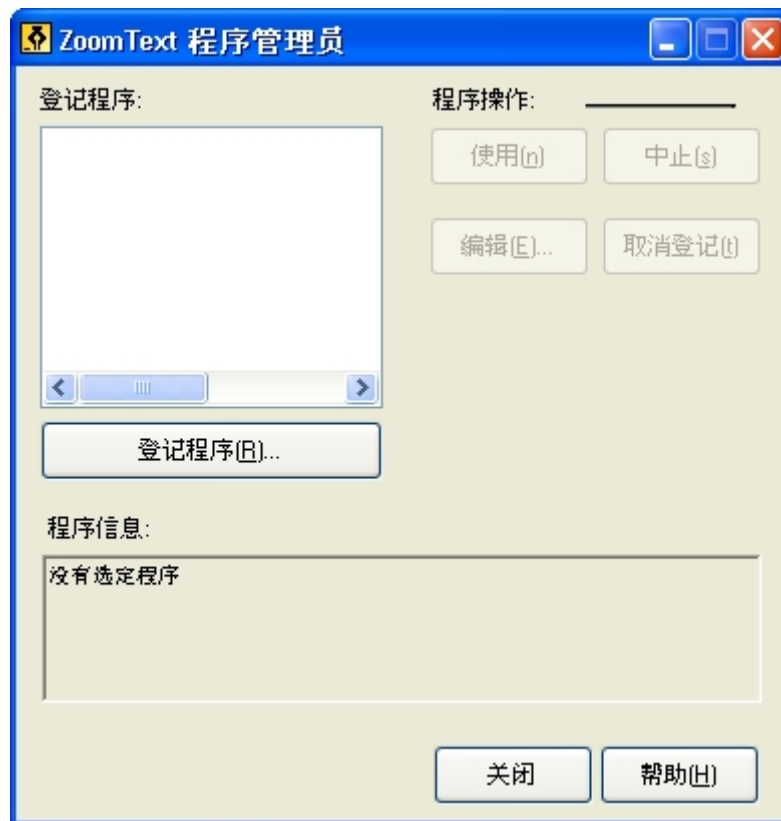 ZoomText 程序管理员
登记程序:
程序操作:
使用(n)
中止(s)
编辑(E)...
取消登记(t)
登记程序(R)...
程序信息:
没有选定程序
关闭
帮助(H)